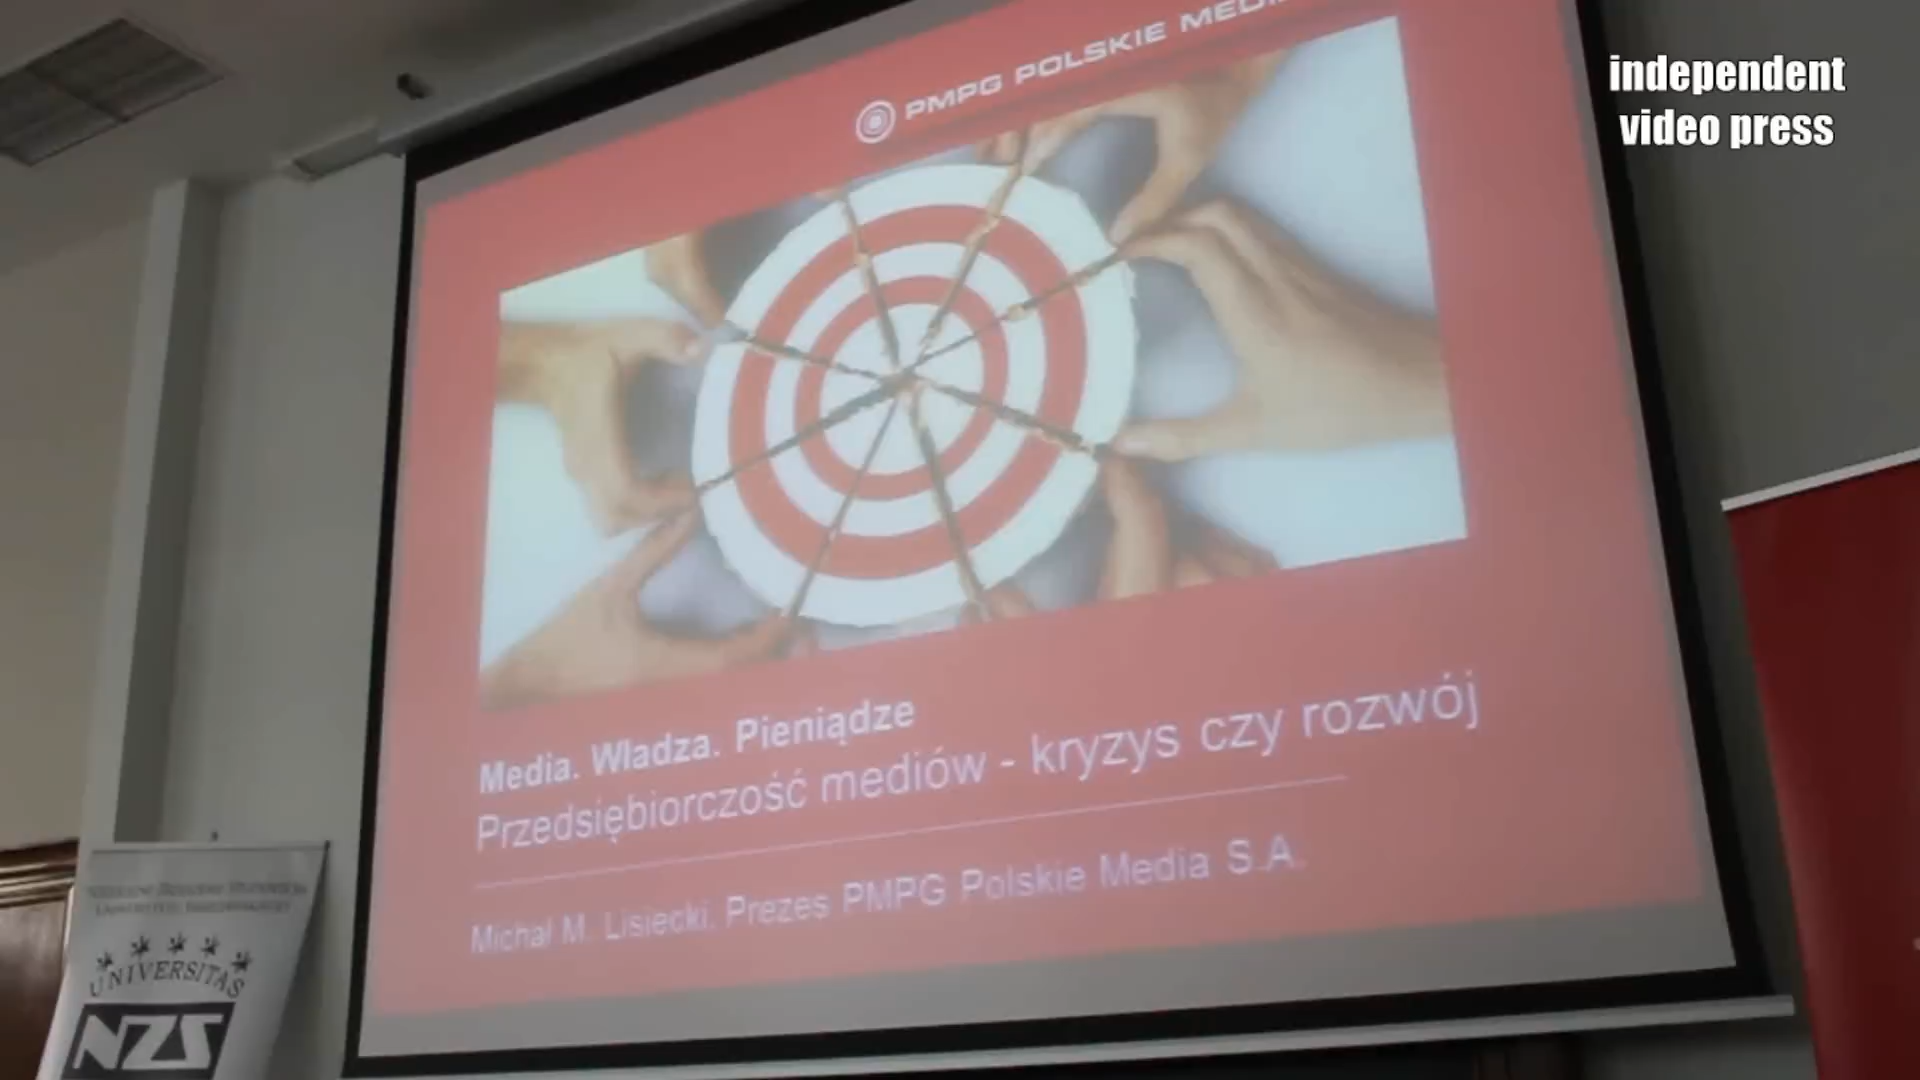 independent
video press
PMPG POLSKIE MEDIA
Media. Władza. Pieniądze
Przedsiębiorczość mediów - kryzys czy rozwój
Michał M. Lisiecki, Prezes PMPG Polskie Media S.A.
UNIVERSITAS
NZS